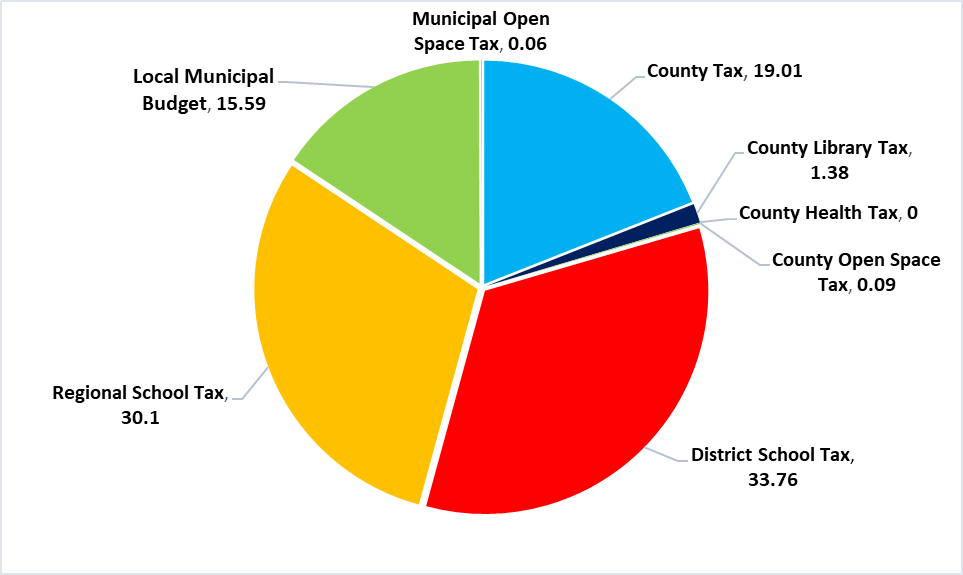 Municipal Open
Space Tax, 0.06
County Tax, 19.01
Local Municipal
Budget, 15.59
County Library Tax,
1.38
County Health Tax, 0
County Open Space
Tax, 0.09
Regional School Tax,
30.1
District School Tax,
33.76